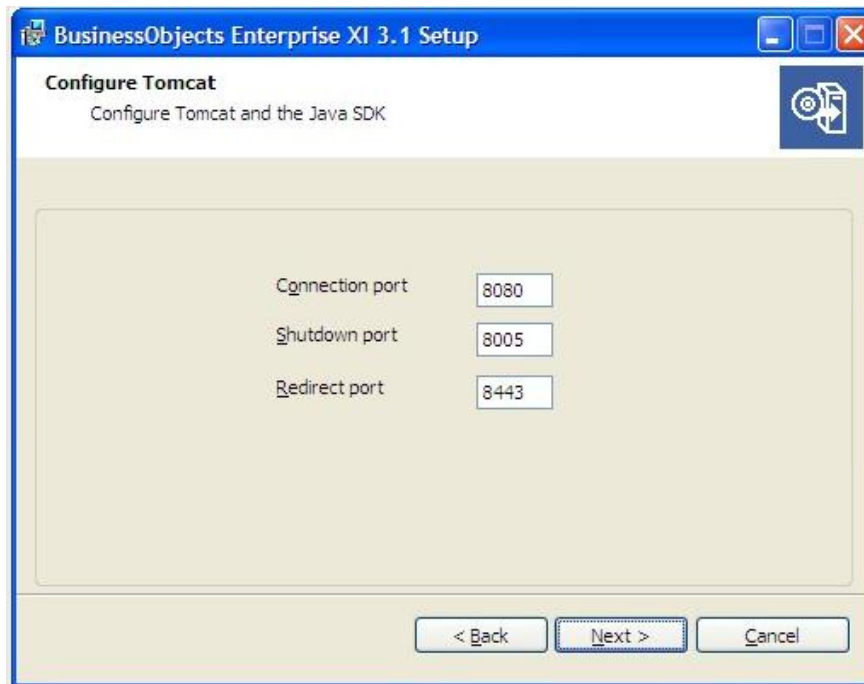 BusinessObjects Enterprise XI 3.1 Setup
Configure Tomcat
Configure Tomcat and the Java SDK
Connection port 8080
Shutdown port 8005
Redirect port 8443
< Back Next > Cancel